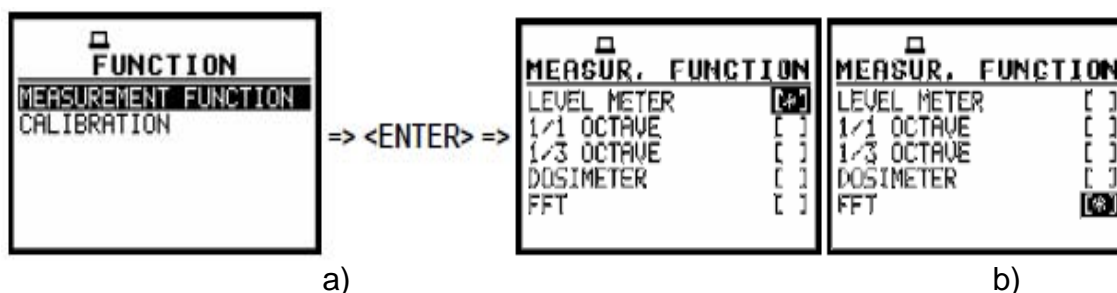 FUNCTION
MEASUREMENT FUNCTION
CALIBRATION
=> <ENTER> =>
MEASUR. FUNCTION
LEVEL METER [*]
1/1 OCTAVE [ ]
1/3 OCTAVE [ ]
DOSIMETER [ ]
FFT [ ]
MEASUR. FUNCTION
LEVEL METER [ ]
1/1 OCTAVE [ ]
1/3 OCTAVE [ ]
DOSIMETER [ ]
FFT [*]
a)
b)